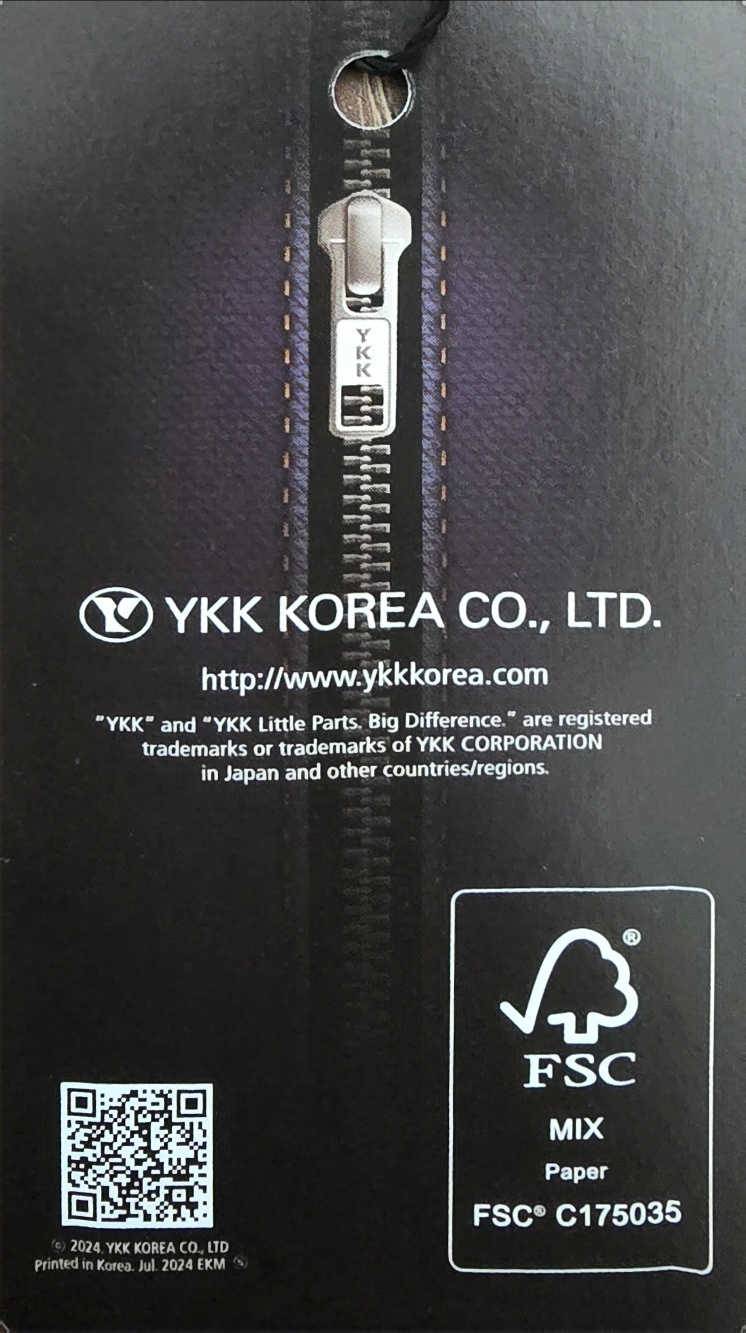 Y
K
K
YKK KOREA CO., LTD.
http://www.ykkkorea.com
"YKK" and "YKK Little Parts. Big Difference." are registered
trademarks or trademarks of YKK CORPORATION
in Japan and other countries/regions.
®
FSC
MIX
Paper
FSC® C175035
© 2024. YKK KOREA CO., LTD
Printed in Korea. Jul. 2024 EKM